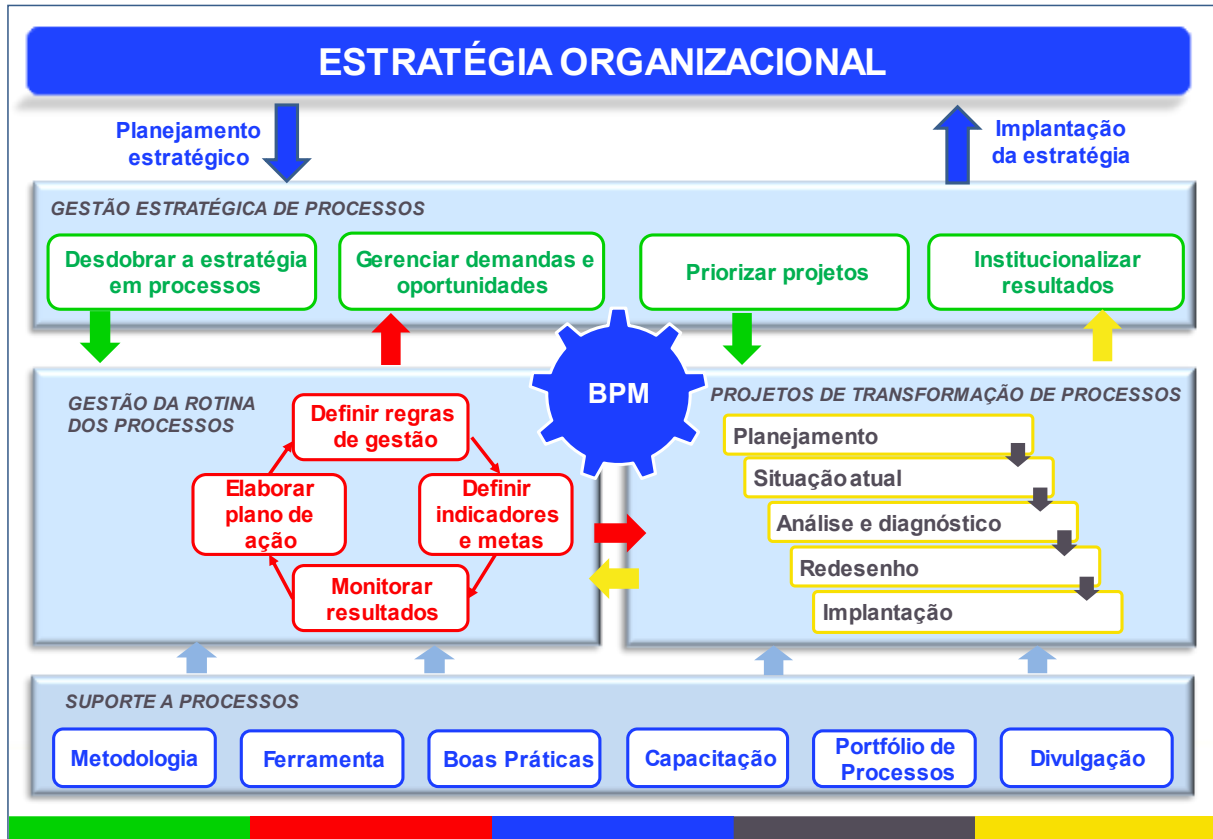 ESTRATÉGIA ORGANIZACIONAL
Planejamento
estratégico
Implantação
da estratégia
GESTÃO ESTRATÉGICA DE PROCESSOS
Desdobrar a estratégia
em processos
Gerenciar demandas e
oportunidades
Priorizar projetos
Institucionalizar
resultados
BPM
GESTÃO DA ROTINA
DOS PROCESSOS
Definir regras
de gestão
Elaborar
plano de
ação
Definir
indicadores
e metas
Monitorar
resultados
PROJETOS DE TRANSFORMAÇÃO DE PROCESSOS
Planejamento
Situação atual
Análise e diagnóstico
Redesenho
Implantação
SUPORTE A PROCESSOS
Metodologia
Ferramenta
Boas Práticas
Capacitação
Portfólio de
Processos
Divulgação